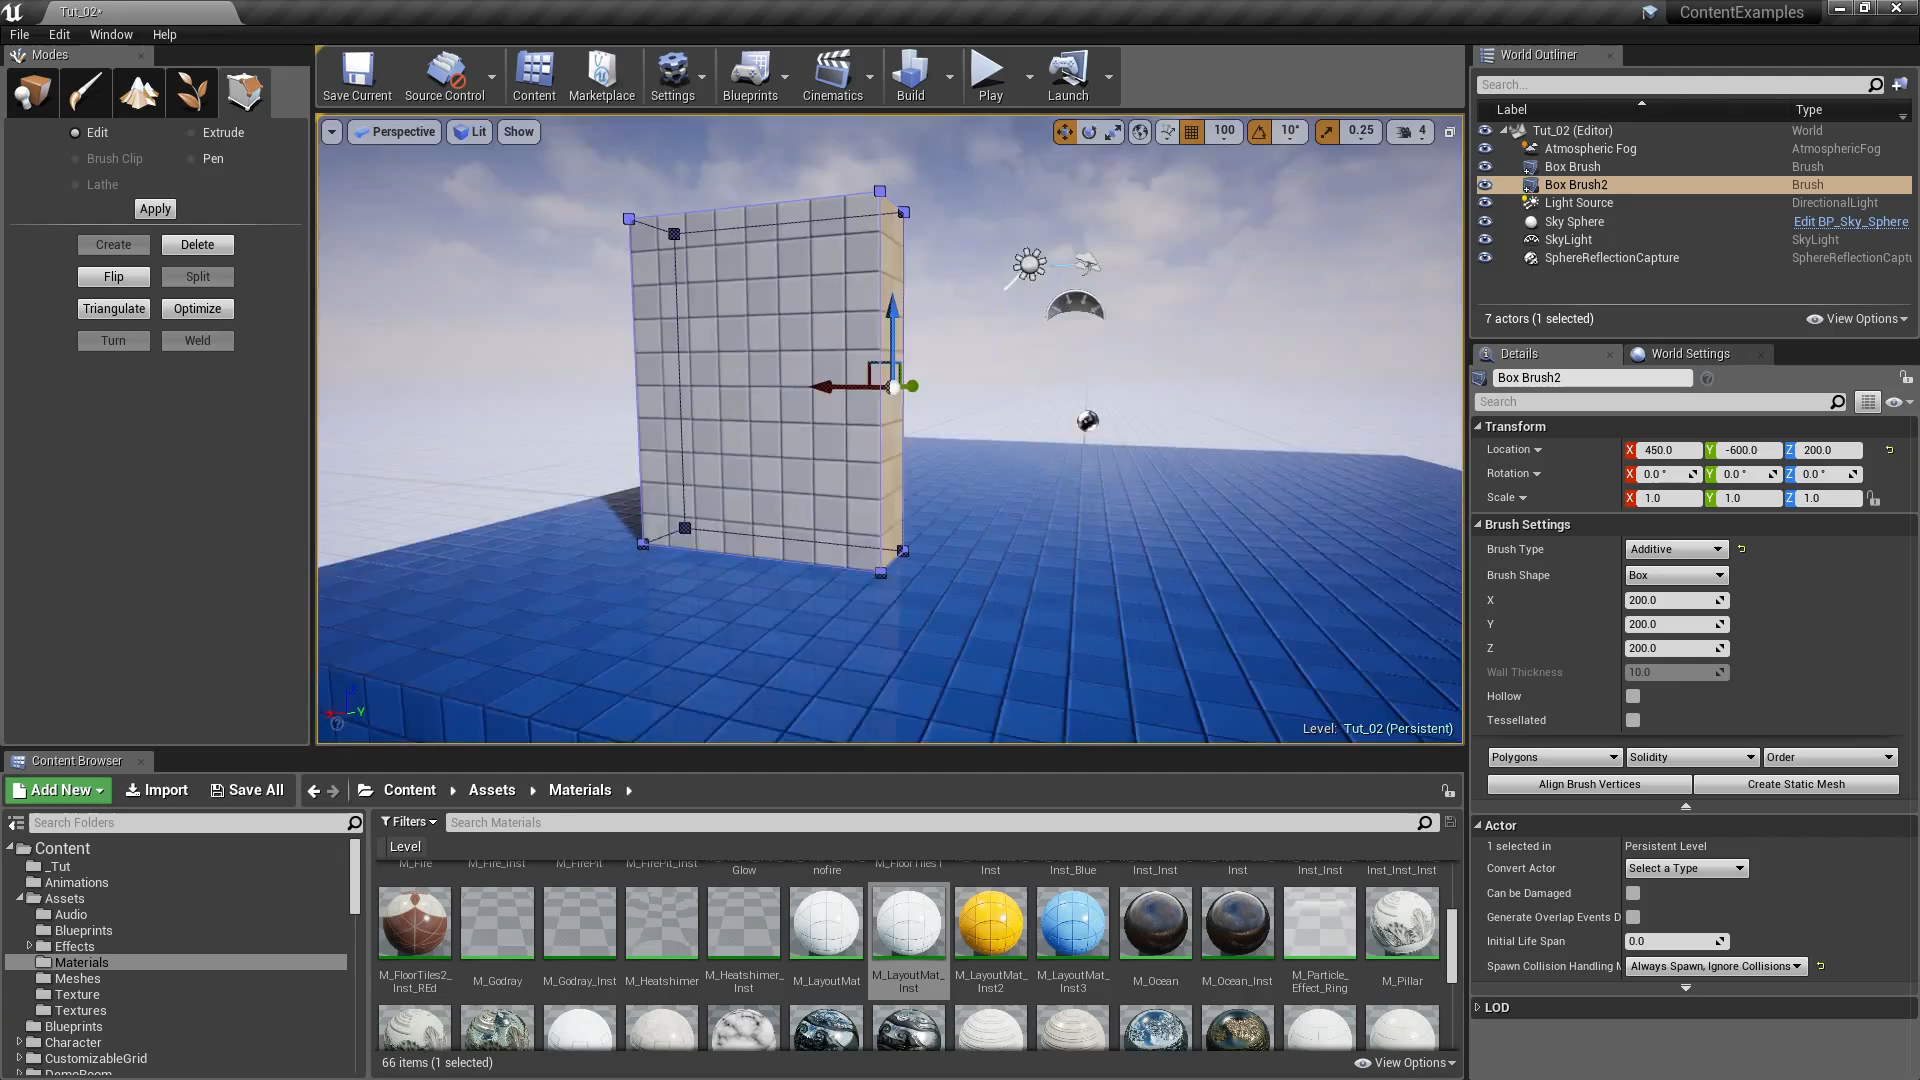 Tut_02*
ContentExamples
File Edit Window Help
Modes
Edit
Extrude
Brush Clip
Pen
Lathe
Apply
Create Delete
Flip Split
Triangulate Optimize
Turn Weld
Save Current Source Control Content Marketplace Settings Blueprints Cinematics Build Play Launch
Perspective Lit Show
100 10° 0.25 4
Y
Level: Tut_02 (Persistent)
World Outliner
Search...
Label Type
Tut_02 (Editor) World
Atmospheric Fog AtmosphericFog
Box Brush Brush
Box Brush2 Brush
Light Source DirectionalLight
Sky Sphere Edit BP_Sky_Sphere
SkyLight SkyLight
SphereReflectionCapture SphereReflectionCaptu
7 actors (1 selected) View Options
Details World Settings
Box Brush2
Search
Transform
Location X 450.0 Y -600.0 Z 200.0
Rotation X 0.0 ° Y 0.0 ° Z 0.0 °
Scale X 1.0 Y 1.0 Z 1.0
Brush Settings
Brush Type Additive
Brush Shape Box
X 200.0
Y 200.0
Z 200.0
Wall Thickness 10.0
Hollow
Tessellated
Polygons Solidity Order
Align Brush Vertices Create Static Mesh
Actor
1 selected in Persistent Level
Convert Actor Select a Type
Can be Damaged
Generate Overlap Events D
Initial Life Span 0.0
Spawn Collision Handling M Always Spawn, Ignore Collisions
LOD
Content Browser
Add New Import Save All Content Assets Materials
Search Folders
Content
_Tut
Animations
Assets
Audio
Blueprints
Effects
Materials
Meshes
Texture
Textures
Blueprints
Character
CustomizableGrid
DemoRoom
Filters Search Materials
Level
M_Fire M_Fire_Inst M_FirePit M_FirePit_Inst Glow nofire M_FloorTiles1 Inst Inst_Blue Inst_Inst Inst Inst_Inst Inst_Inst_Inst
M_FloorTiles2_Inst_REd M_Godray M_Godray_Inst M_Heatshimer M_Heatshimer_Inst M_LayoutMat M_LayoutMat_Inst M_LayoutMat_Inst2 M_LayoutMat_Inst3 M_Ocean M_Ocean_Inst M_Particle_Effect_Ring M_Pillar
66 items (1 selected) View Options